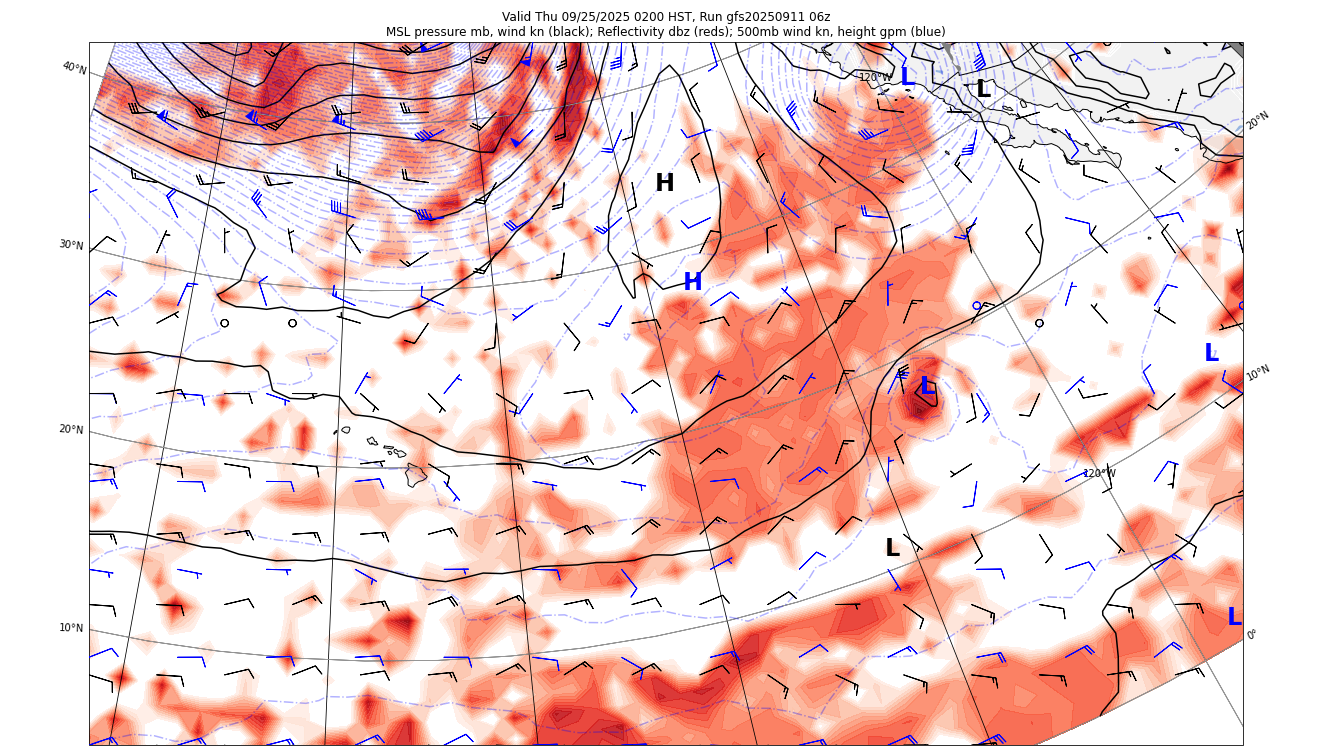 Valid Thu 09/25/2025 0200 HST, Run gfs20250911 06z
MSL pressure mb, wind kn (black); Reflectivity dbz (reds); 500mb wind kn, height gpm (blue)
40°N
120°W
L
L
20°N
H
30°N
H
L
10°N
L
20°N
120°W
L
10°N
L
0°